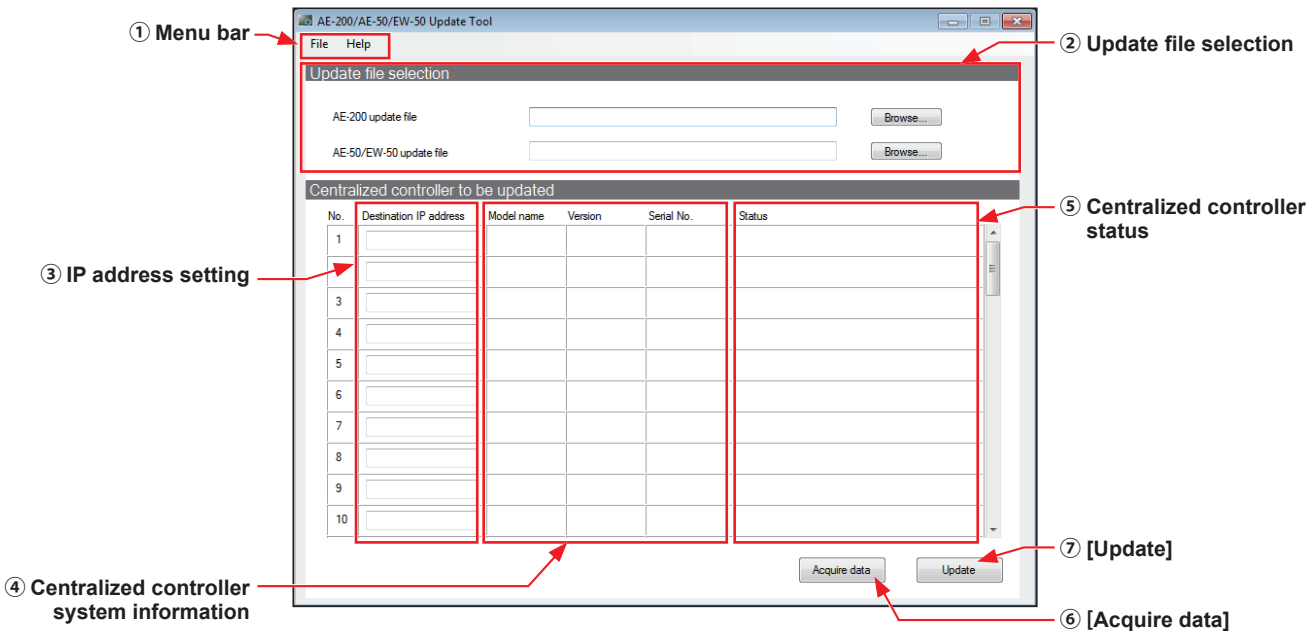 AE-200/AE-50/EW-50 Update Tool
① Menu bar
File Help
② Update file selection
Update file selection
AE-200 update file
Browse...
AE-50/EW-50 update file
Browse...
Centralized controller to be updated
No. Destination IP address Model name Version Serial No. Status
⑤ Centralized controller
status
1
③ IP address setting
3
4
5
6
7
8
9
10
⑦ [Update]
Acquire data Update
④ Centralized controller
system information
⑥ [Acquire data]